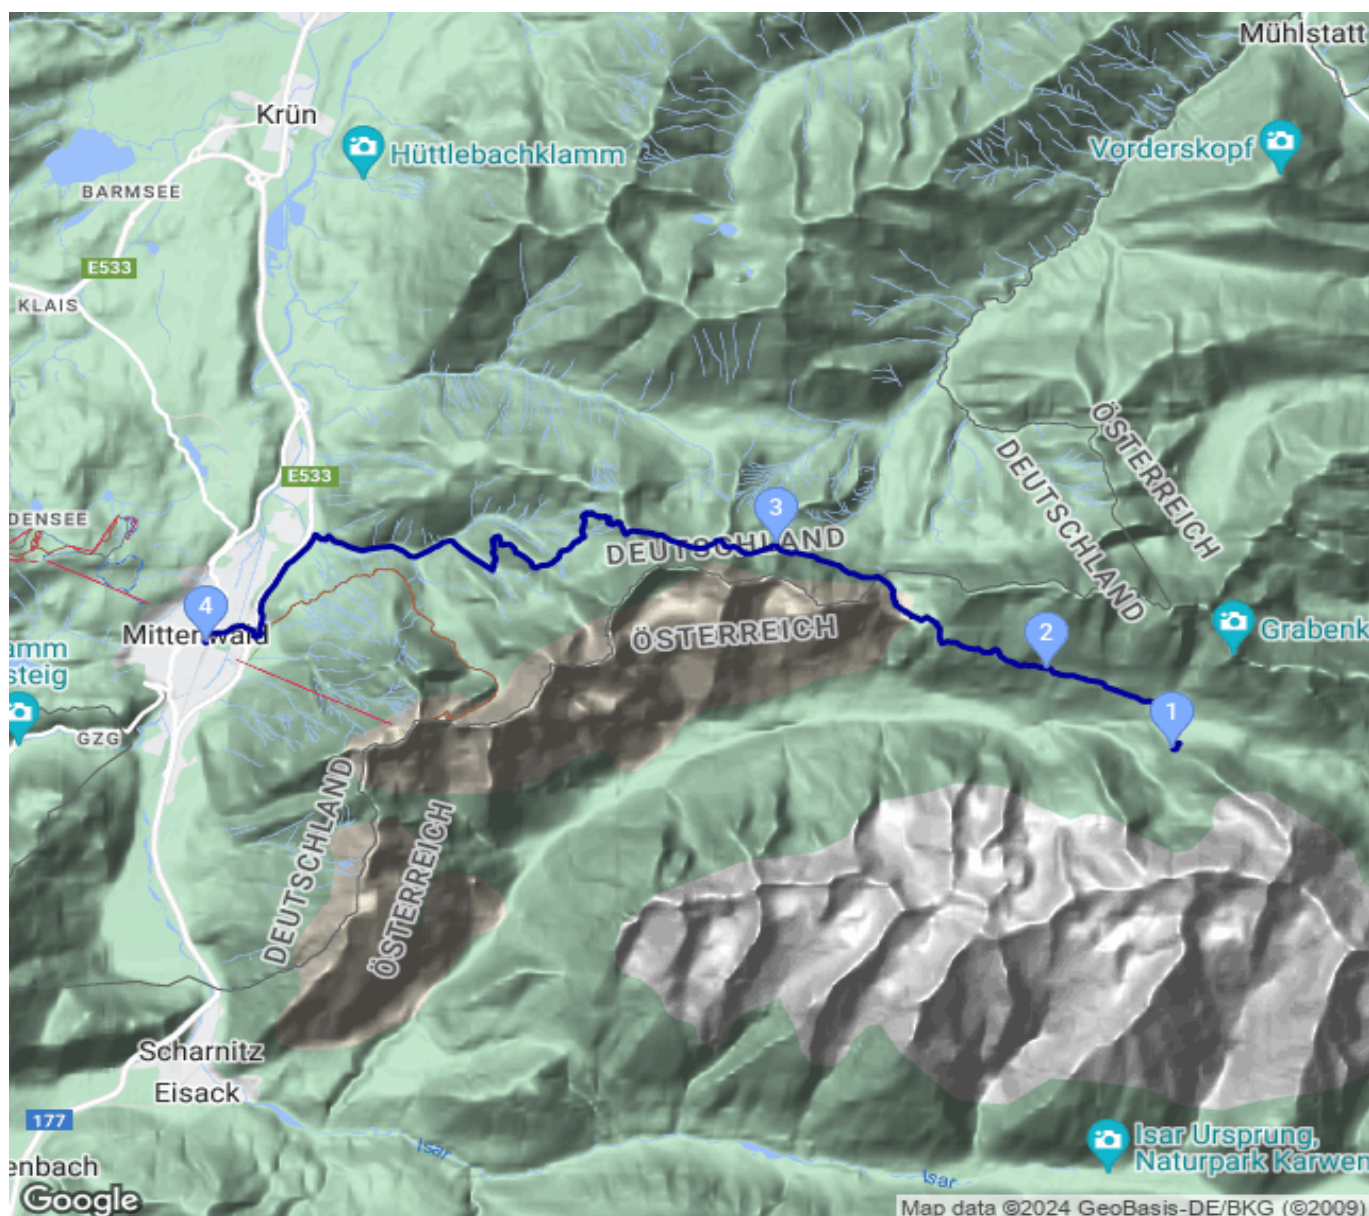 Mühlstatt
Krün
Hüttlebachklamm
Vorderskopf
BARMSEE
E533
KLAIS
ÖSTERREICH
DEUTSCHLAND
E533
DENSEE
3
DEUTSCHLAND
4
Mittenwald
ÖSTERREICH
2
Grabenk
amm
steig
1
GZG
DEUTSCHLAND
ÖSTERREICH
Scharnitz
Eisack
177
Isar
Isar
Isar Ursprung,
Naturpark Karwen
enbach
Google
Map data ©2024 GeoBasis-DE/BKG (©2009)